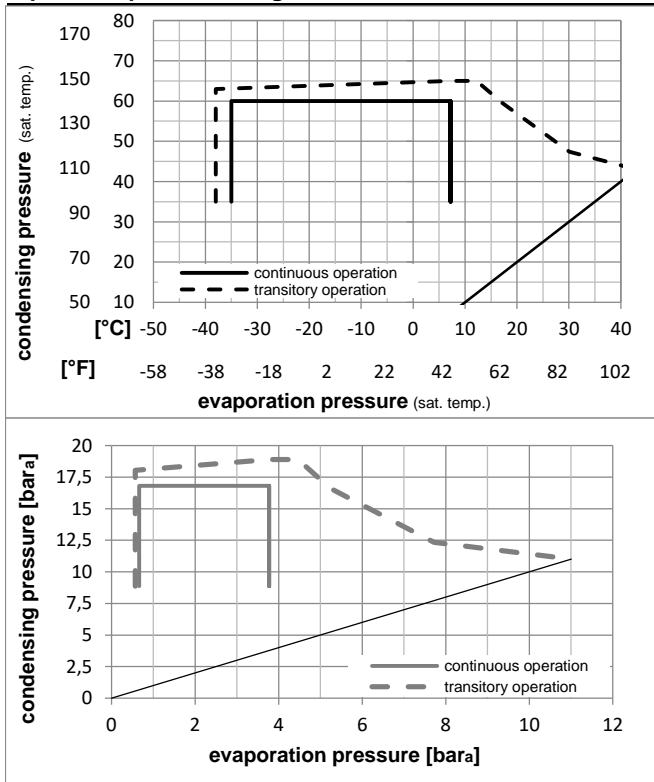 170 80
150 70
130 60
110 50
90 40
70 30
20
50 10
condensing pressure (sat. temp.)
continuous operation
transitory operation
[°C] -50 -40 -30 -20 -10 0 10 20 30 40
[°F] -58 -38 -18 2 22 42 62 82 102
evaporation pressure (sat. temp.)
20
17,5
15
12,5
10
7,5
5
2,5
0
condensing pressure [bara]
continuous operation
transitory operation
0 2 4 6 8 10 12
evaporation pressure [bara]